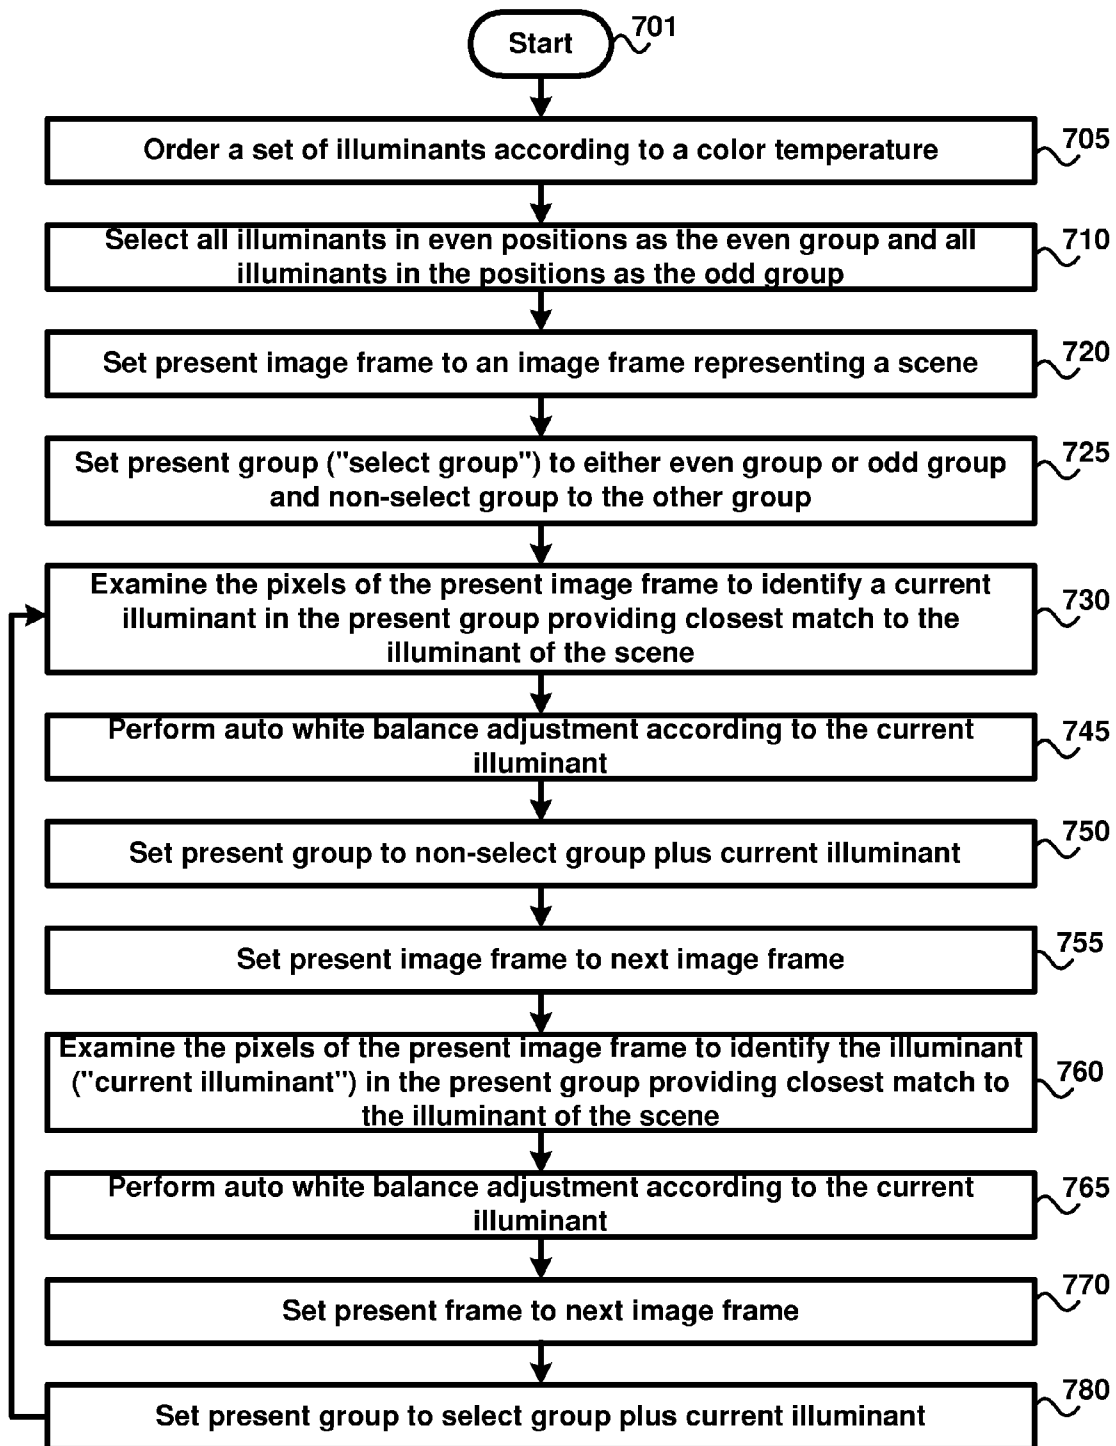 Start
701
Order a set of illuminants according to a color temperature
705
Select all illuminants in even positions as the even group and all
illuminants in the positions as the odd group
710
Set present image frame to an image frame representing a scene
720
Set present group ("select group") to either even group or odd group
and non-select group to the other group
725
Examine the pixels of the present image frame to identify a current
illuminant in the present group providing closest match to the
illuminant of the scene
730
Perform auto white balance adjustment according to the current
illuminant
745
Set present group to non-select group plus current illuminant
750
Set present image frame to next image frame
755
Examine the pixels of the present image frame to identify the illuminant
("current illuminant") in the present group providing closest match to
the illuminant of the scene
760
Perform auto white balance adjustment according to the current
illuminant
765
Set present frame to next image frame
770
Set present group to select group plus current illuminant
780